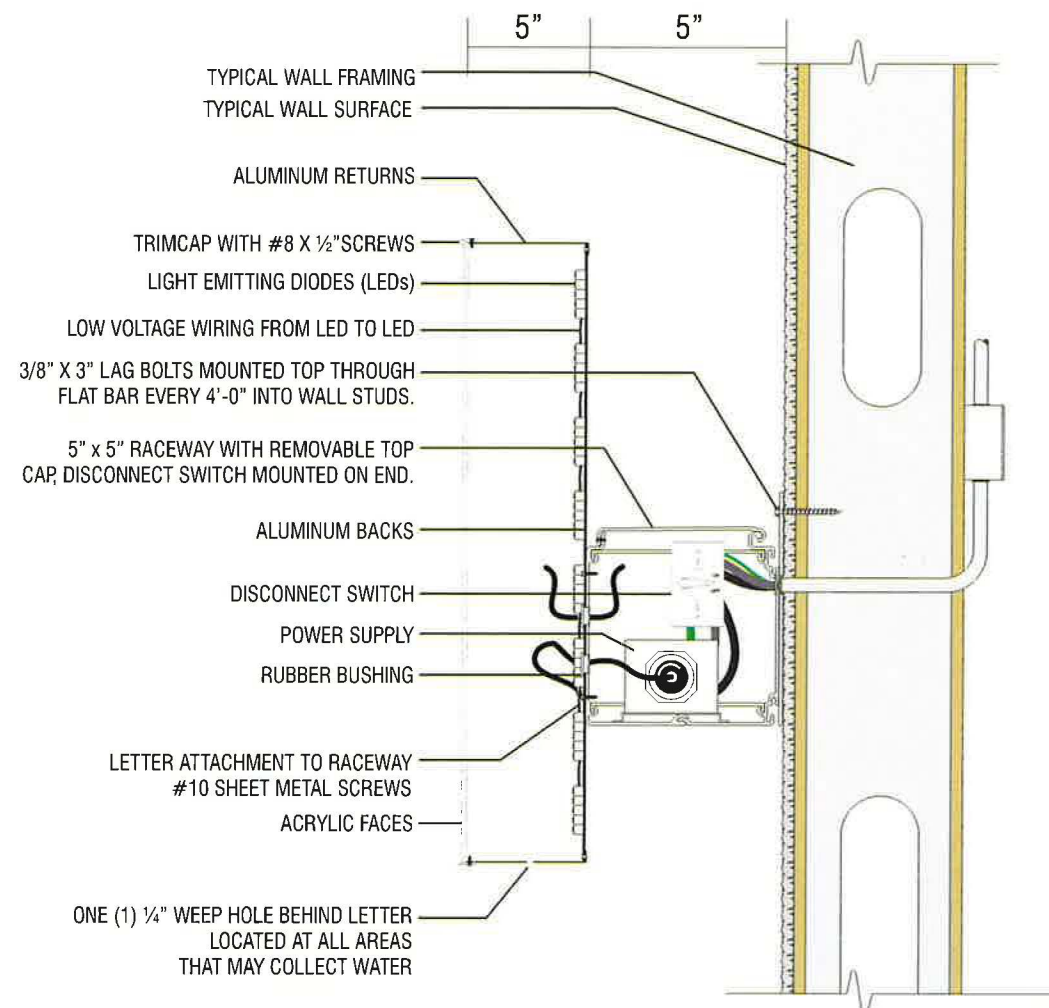 5” 5”
TYPICAL WALL FRAMING
TYPICAL WALL SURFACE
ALUMINUM RETURNS
TRIMCAP WITH #8 X ½”SCREWS
LIGHT EMITTING DIODES (LEDs)
LOW VOLTAGE WIRING FROM LED TO LED
3/8” X 3” LAG BOLTS MOUNTED TOP THROUGH
FLAT BAR EVERY 4’-0” INTO WALL STUDS.
5” x 5” RACEWAY WITH REMOVABLE TOP
CAP, DISCONNECT SWITCH MOUNTED ON END.
ALUMINUM BACKS
DISCONNECT SWITCH
POWER SUPPLY
RUBBER BUSHING
LETTER ATTACHMENT TO RACEWAY
#10 SHEET METAL SCREWS
ACRYLIC FACES
ONE (1) ¼” WEEP HOLE BEHIND LETTER
LOCATED AT ALL AREAS
THAT MAY COLLECT WATER